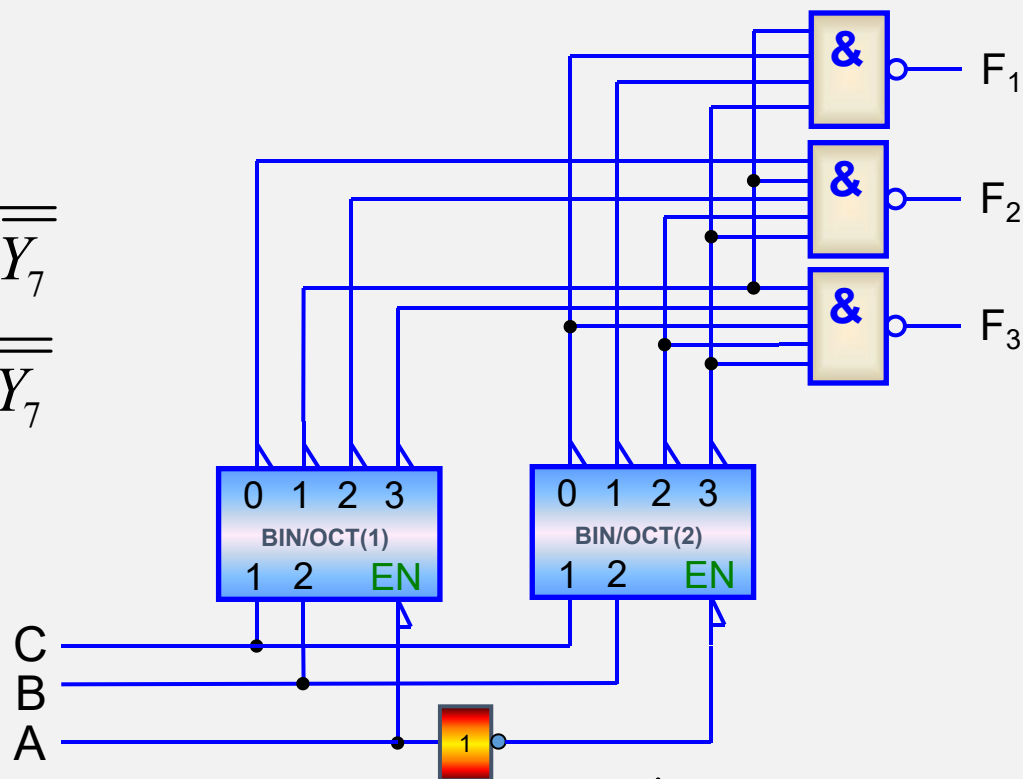 & F₁
& F₂
Y₇
& F₃
Y₇
0 1 2 3 0 1 2 3
BIN/OCT(1) BIN/OCT(2)
1 2 EN 1 2 EN
C
B
A 1